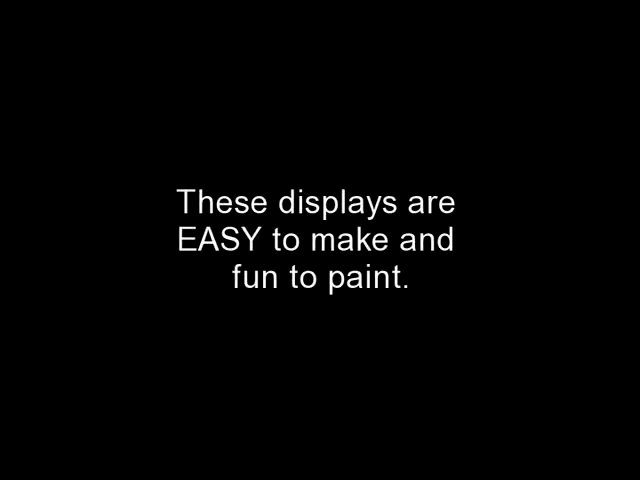 These displays are
EASY to make and
fun to paint.